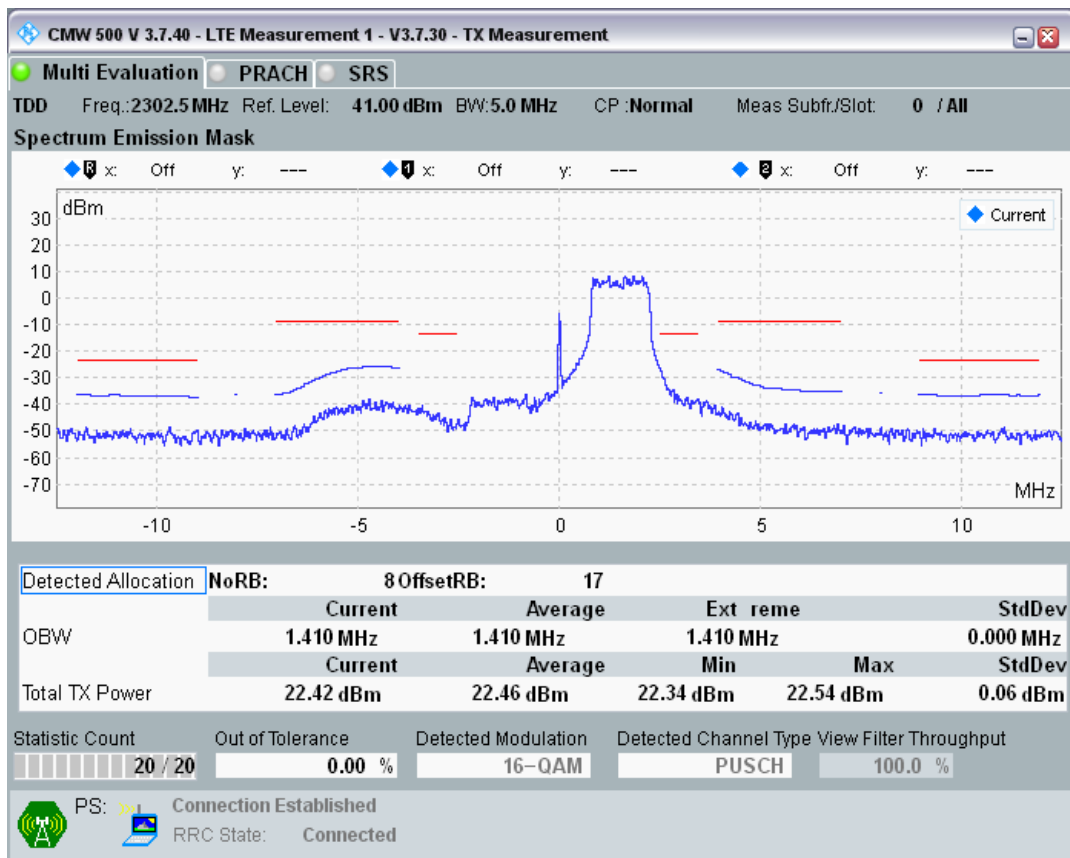 CMW 500 V 3.7.40 - LTE Measurement 1 - V3.7.30 - TX Measurement
Multi Evaluation PRACH SRS
TDD Freq.:2302.5 MHz Ref. Level: 41.00 dBm BW:5.0 MHz CP :Normal Meas Subfr./Slot: 0 / All
Spectrum Emission Mask
R x: Off y: --- 1 x: Off y: --- 2 x: Off y: ---
dBm
Current
30
20
10
0
-10
-20
-30
-40
-50
-60
-70
MHz
-10 -5 0 5 10
Detected Allocation NoRB: 8 OffsetRB: 17
Current Average Ext reme StdDev
OBW 1.410 MHz 1.410 MHz 1.410 MHz 0.000 MHz
Current Average Min Max StdDev
Total TX Power 22.42 dBm 22.46 dBm 22.34 dBm 22.54 dBm 0.06 dBm
Statistic Count Out of Tolerance Detected Modulation Detected Channel Type View Filter Throughput
20 / 20 0.00 % 16-QAM PUSCH 100.0 %
PS: Connection Established
RRC State: Connected